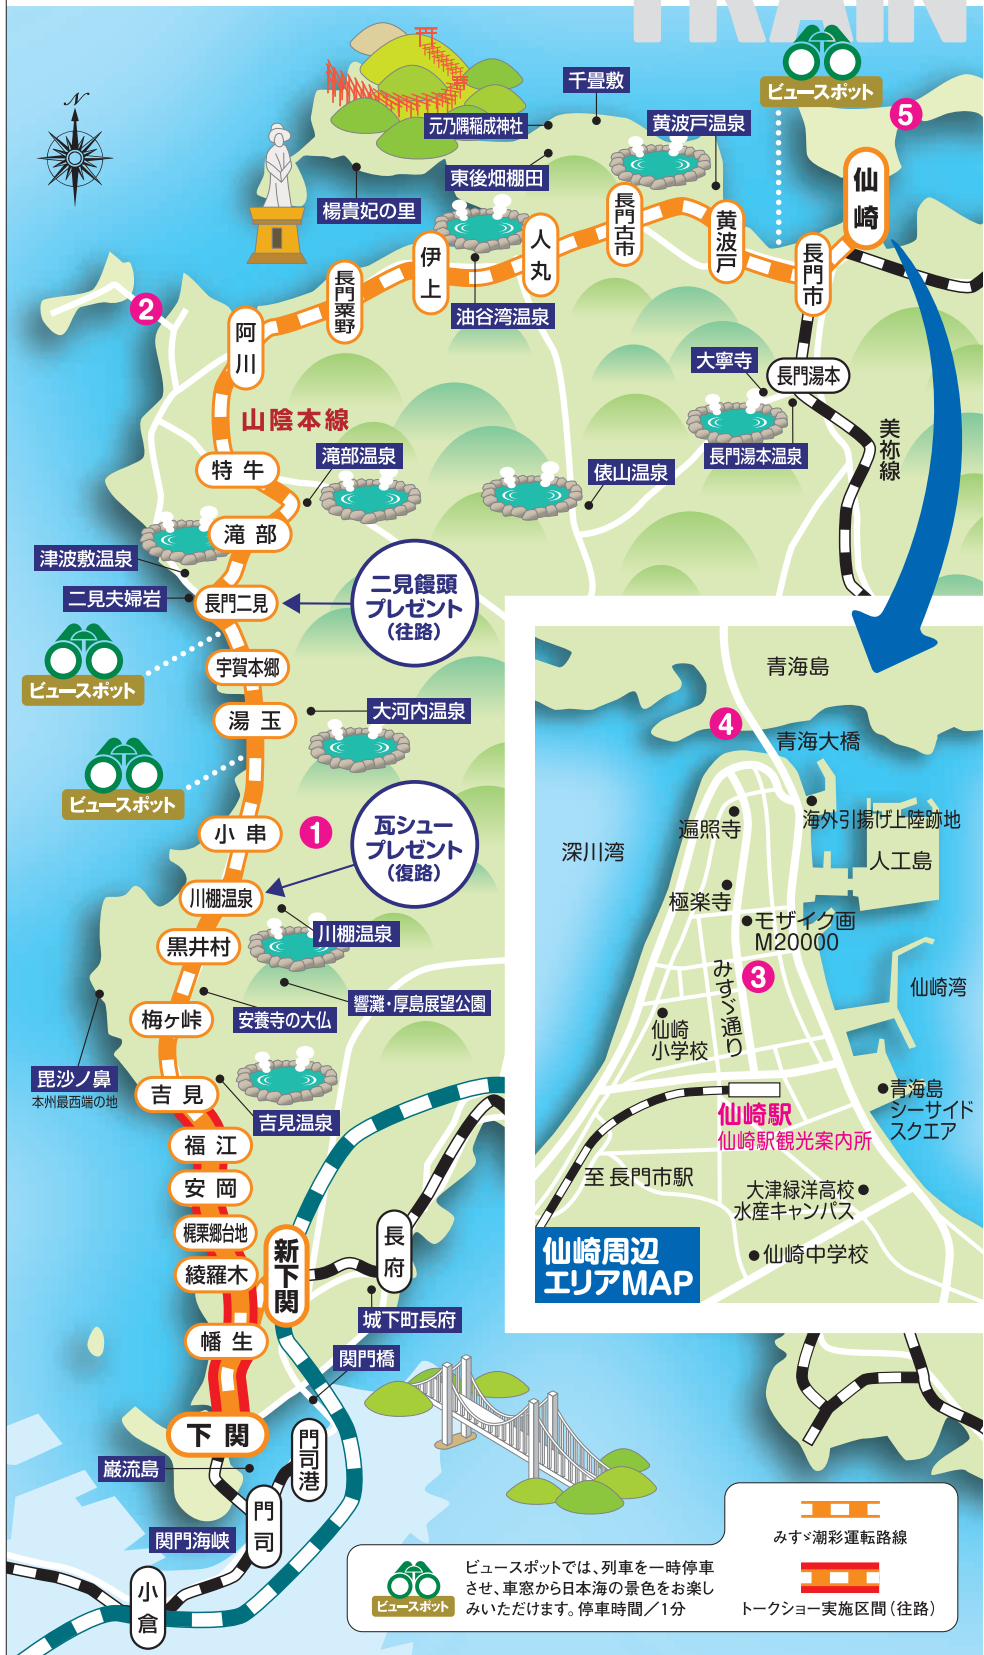 TRAIN
N
ビュースポット
5
千畳敷
元乃隅稲成神社
黄波戸温泉
東後畑棚田
楊貴妃の里
仙崎
長門古市
黄波戸
人丸
伊上
長門市
長門粟野
油谷湾温泉
2
阿川
大寧寺
長門湯本
山陰本線
長門湯本温泉
美祢線
滝部温泉
俵山温泉
特牛
滝部
津波敷温泉
二見夫婦岩
長門二見
二見饅頭
プレゼント
(往路)
ビュースポット
宇賀本郷
湯玉
大河内温泉
ビュースポット
小串
1
瓦シュー
プレゼント
(復路)
川棚温泉
川棚温泉
黒井村
響灘・厚島展望公園
安養寺の大仏
梅ヶ峠
毘沙ノ鼻
本州最西端の地
吉見
吉見温泉
福江
安岡
梶栗郷台地
綾羅木
新下関
長府
城下町長府
幡生
関門橋
下関
門司港
巌流島
門司
関門海峡
小倉
青海島
4
青海大橋
海外引揚げ上陸跡地
遍照寺
深川湾
人工島
極楽寺
モザイク画
M20000
みすゞ通り
3
仙崎湾
仙崎
小学校
青海島
シーサイド
スクエア
仙崎駅
仙崎駅観光案内所
至 長門市駅
大津緑洋高校
水産キャンパス
仙崎中学校
仙崎周辺
エリアMAP
みすゞ潮彩運転路線
トークショー実施区間(往路)
ビュースポット
ビュースポットでは、列車を一時停車
させ、車窓から日本海の景色をお楽し
みいただけます。停車時間／1分